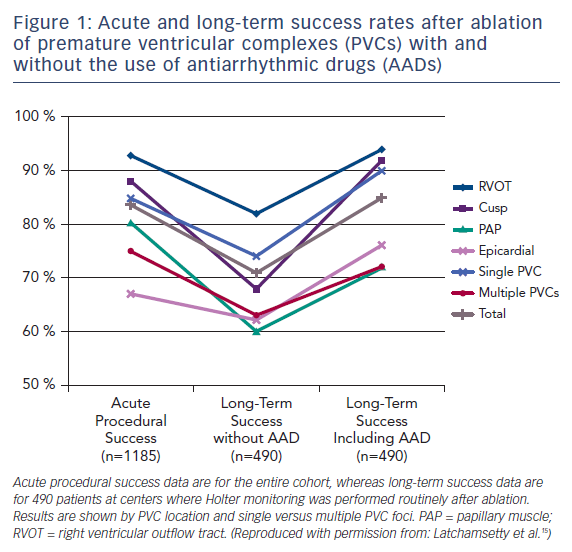 Figure 1: Acute and long-term success rates after ablation
of premature ventricular complexes (PVCs) with and
without the use of antiarrhythmic drugs (AADs)
100 %
90 %
80 %
70 %
60 %
50 %
RVOT
Cusp
PAP
Epicardial
Single PVC
Multiple PVCs
Total
Acute
Procedural
Success
(n=1185)
Long-Term
Success
without AAD
(n=490)
Long-Term
Success
Including AAD
(n=490)
Acute procedural success data are for the entire cohort, whereas long-term success data are
for 490 patients at centers where Holter monitoring was performed routinely after ablation.
Results are shown by PVC location and single versus multiple PVC foci. PAP = papillary muscle;
RVOT = right ventricular outflow tract. (Reproduced with permission from: Latchamsetty et al.¹⁵)